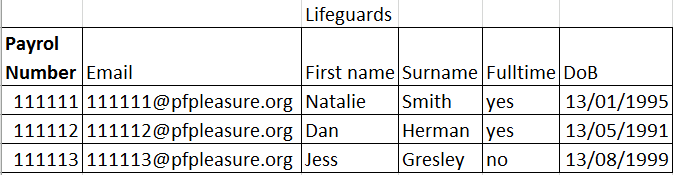 Lifeguards
Payrol
Number Email First name Surname Fulltime DoB
111111 111111@pfpleasure.org Natalie Smith yes 13/01/1995
111112 111112@pfpleasure.org Dan Herman yes 13/05/1991
111113 111113@pfpleasure.org Jess Gresley no 13/08/1999